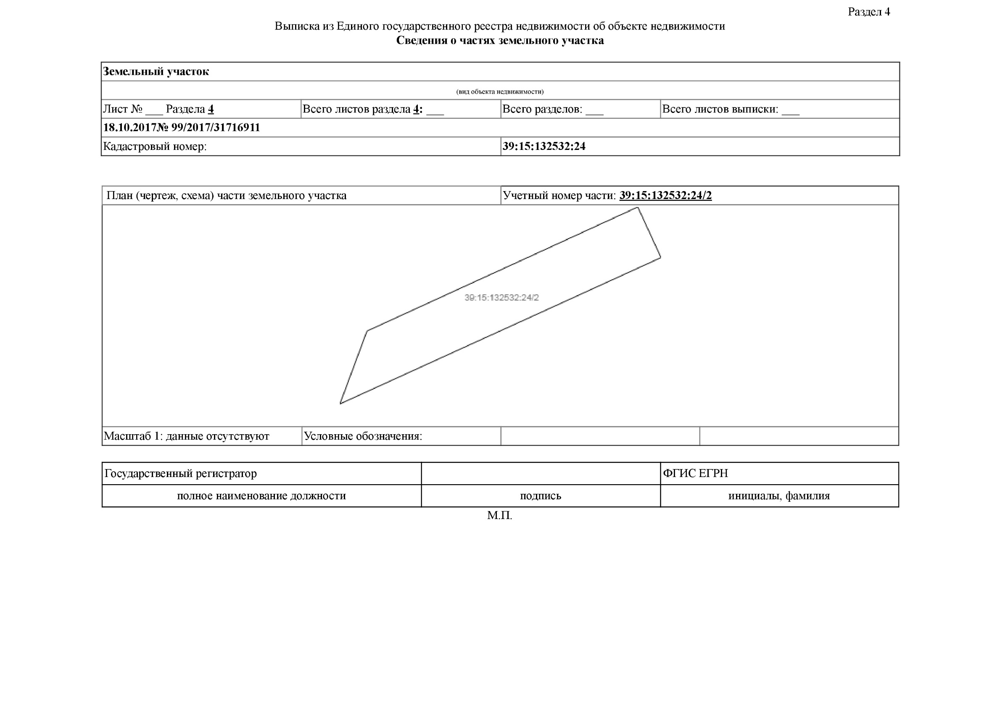 Раздел 4
Выписка из Единого государственного реестра недвижимости об объекте недвижимости
Сведения о частях земельного участка
Земельный участок
(вид объекта недвижимости)
Лист № ___ Раздела 4 Всего листов раздела 4: ___ Всего разделов: ___ Всего листов выписки: ___
18.10.2017№ 99/2017/31716911
Кадастровый номер: 39:15:132532:24
План (чертеж, схема) части земельного участка Учетный номер части: 39:15:132532:24/2
39:15:132532:24/2
Масштаб 1: данные отсутствуют Условные обозначения:
Государственный регистратор ФГИС ЕГРН
полное наименование должности подпись инициалы, фамилия
М.П.